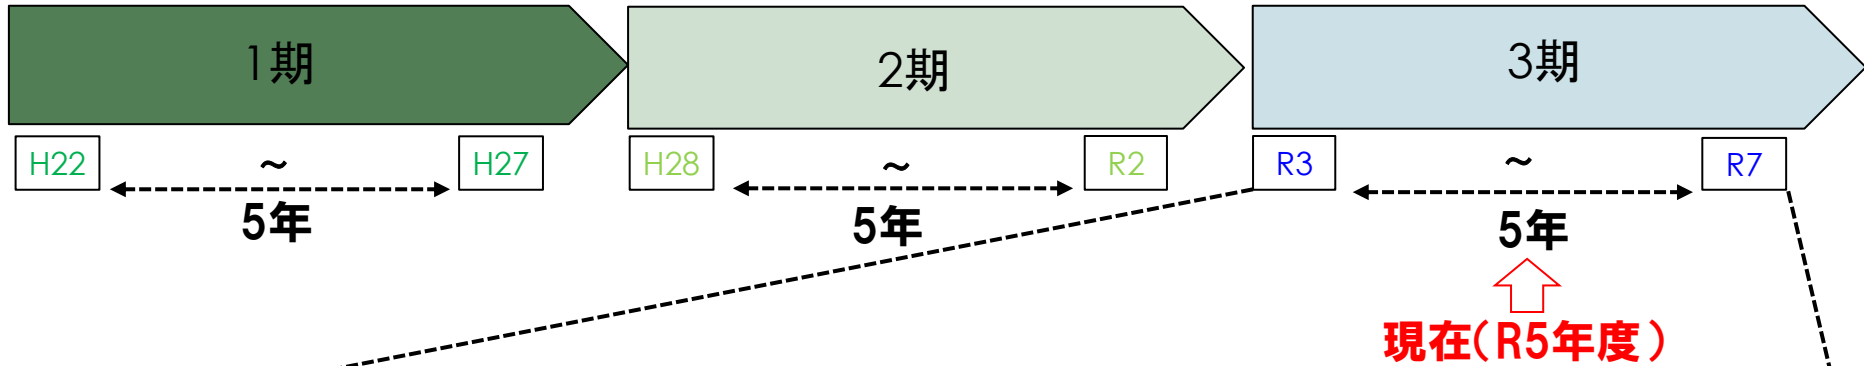 1期
2期
3期
H22
~
H27
H28
~
R2
R3
~
R7
5年
5年
5年
現在(R5年度)